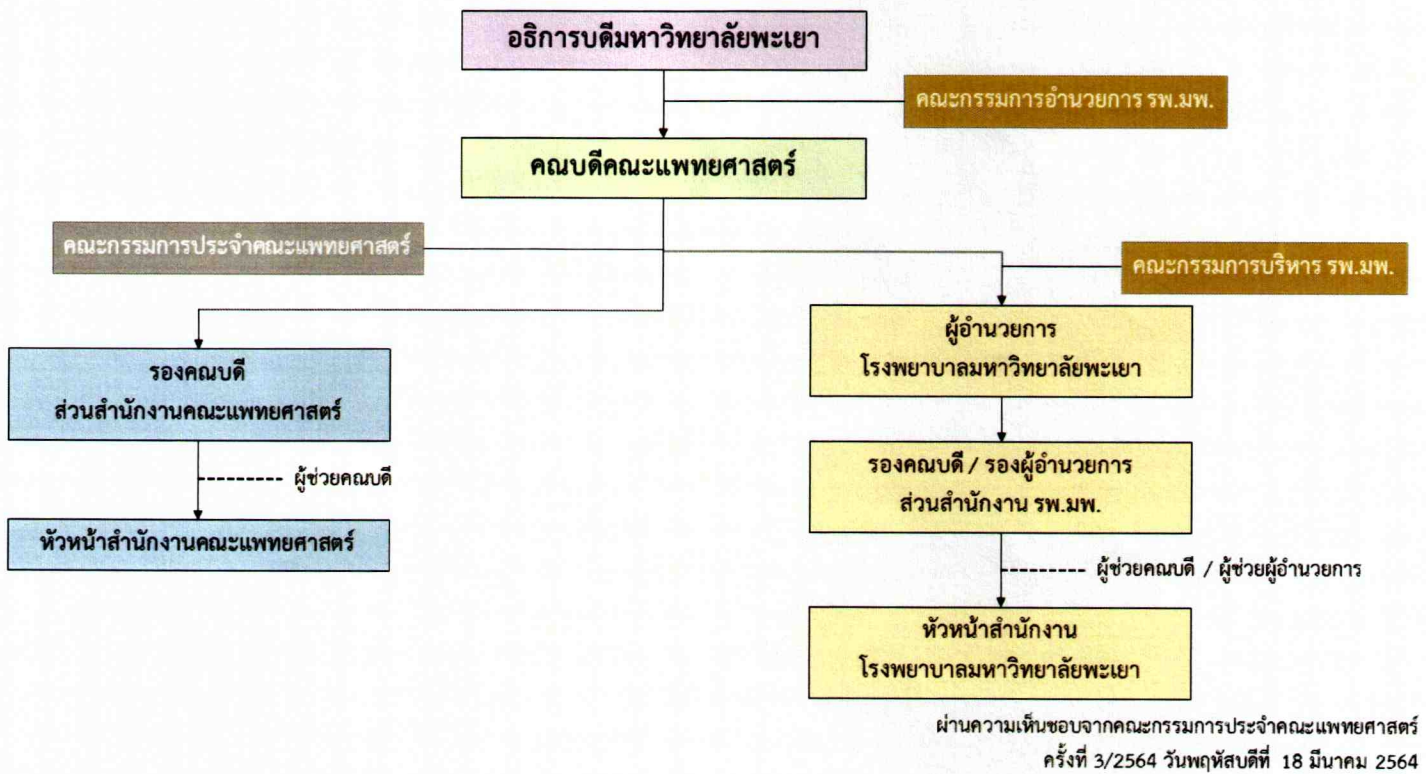 อธิการบดีมหาวิทยาลัยพะเยา
คณะกรรมการอำนวยการ รพ.มพ.
คณบดีคณะแพทยศาสตร์
คณะกรรมการประจำคณะแพทยศาสตร์
คณะกรรมการบริหาร รพ.มพ.
รองคณบดี
ส่วนสำนักงานคณะแพทยศาสตร์
ผู้ช่วยคณบดี
หัวหน้าสำนักงานคณะแพทยศาสตร์
ผู้อำนวยการ
โรงพยาบาลมหาวิทยาลัยพะเยา
รองคณบดี / รองผู้อำนวยการ
ส่วนสำนักงาน รพ.มพ.
ผู้ช่วยคณบดี / ผู้ช่วยผู้อำนวยการ
หัวหน้าสำนักงาน
โรงพยาบาลมหาวิทยาลัยพะเยา
ผ่านความเห็นชอบจากคณะกรรมการประจำคณะแพทยศาสตร์
ครั้งที่ 3/2564 วันพฤหัสบดีที่ 18 มีนาคม 2564